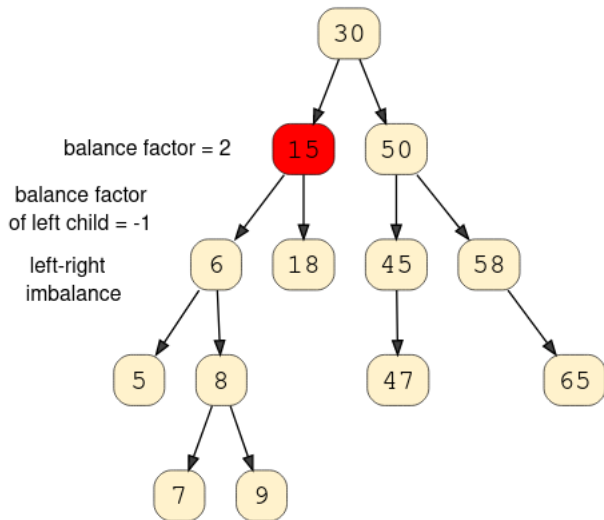 30
balance factor = 2
15
50
balance factor
of left child = -1
left-right
imbalance
6
18
45
58
5
8
47
65
7
9